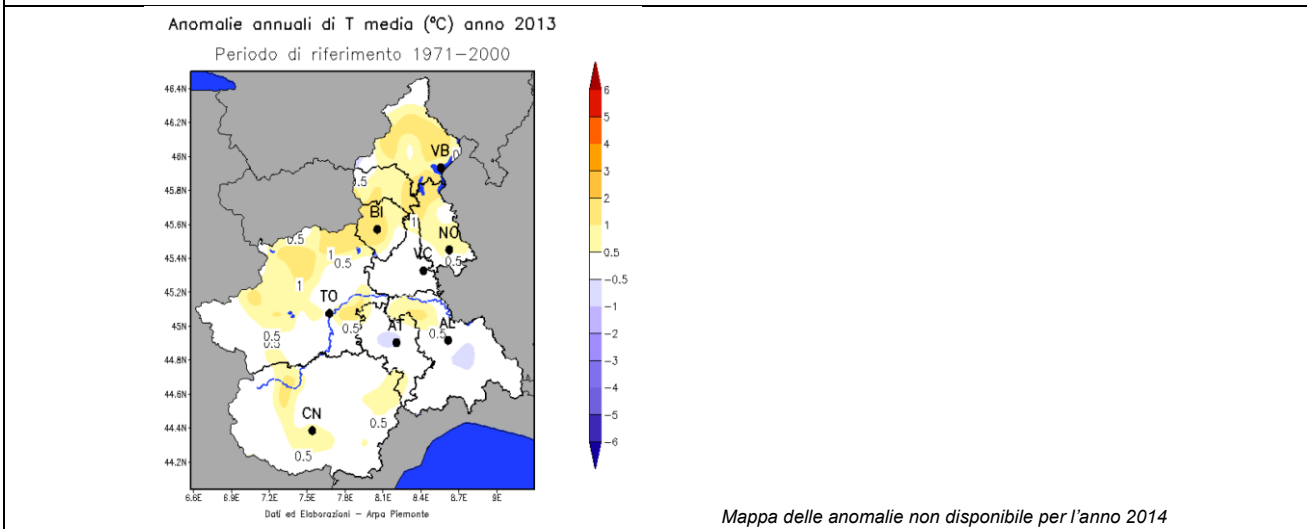 Anomalie annuali di T media (ºC) anno 2013
Periodo di riferimento 1971−2000
46.4N
46.2N
46N
45.8N
45.6N
45.4N
45.2N
45N
44.8N
44.6N
44.4N
44.2N
VB
0
0.5
BI
1
NO
0.5
0.5
1
0.5
VC
1
TO
0.5
AT
AL
0.5
0.5
0.5
CN
0.5
0.5
6.6E 6.9E 7.2E 7.5E 7.8E 8.1E 8.4E 8.7E 9E
Dati ed Elaborazioni − Arpa Piemonte
6
5
4
3
2
1
0.5
−0.5
−1
−2
−3
−4
−5
−6
Mappa delle anomalie non disponibile per l'anno 2014